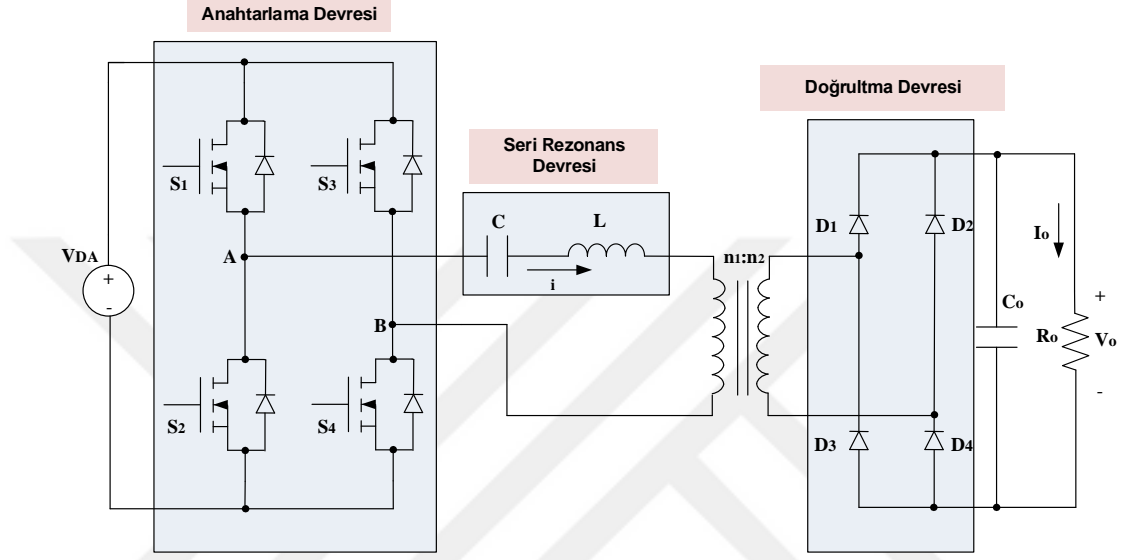 Anahtarlama Devresi
Doğrultma Devresi
Seri Rezonans
Devresi
S1
S3
C
L
D1
D2
Io
VDA
A
n1:n2
i
+
-
B
Co
Ro
+
Vo
-
S2
S4
D3
D4